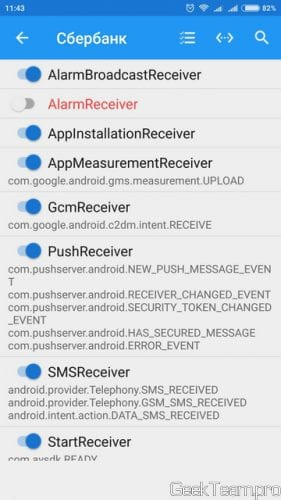 11:43
82%
Сбербанк
AlarmBroadcastReceiver
AlarmReceiver
AppInstallationReceiver
AppMeasurementReceiver
com.google.android.gms.measurement.UPLOAD
GcmReceiver
com.google.android.c2dm.intent.RECEIVE
PushReceiver
com.pushserver.android.NEW_PUSH_MESSAGE_EVEN
T
com.pushserver.android.RECEIVER_CHANGED_EVENT
com.pushserver.android.SECURITY_TOKEN_CHANGED
_EVENT
com.pushserver.android.HAS_SECURED_MESSAGE
com.pushserver.android.ERROR_EVENT
SMSReceiver
android.provider.Telephony.SMS_RECEIVED
android.provider.Telephony.GSM_SMS_RECEIVED
android.intent.action.DATA_SMS_RECEIVED
StartReceiver
com.avsdk.READY
GeekTeam.pro